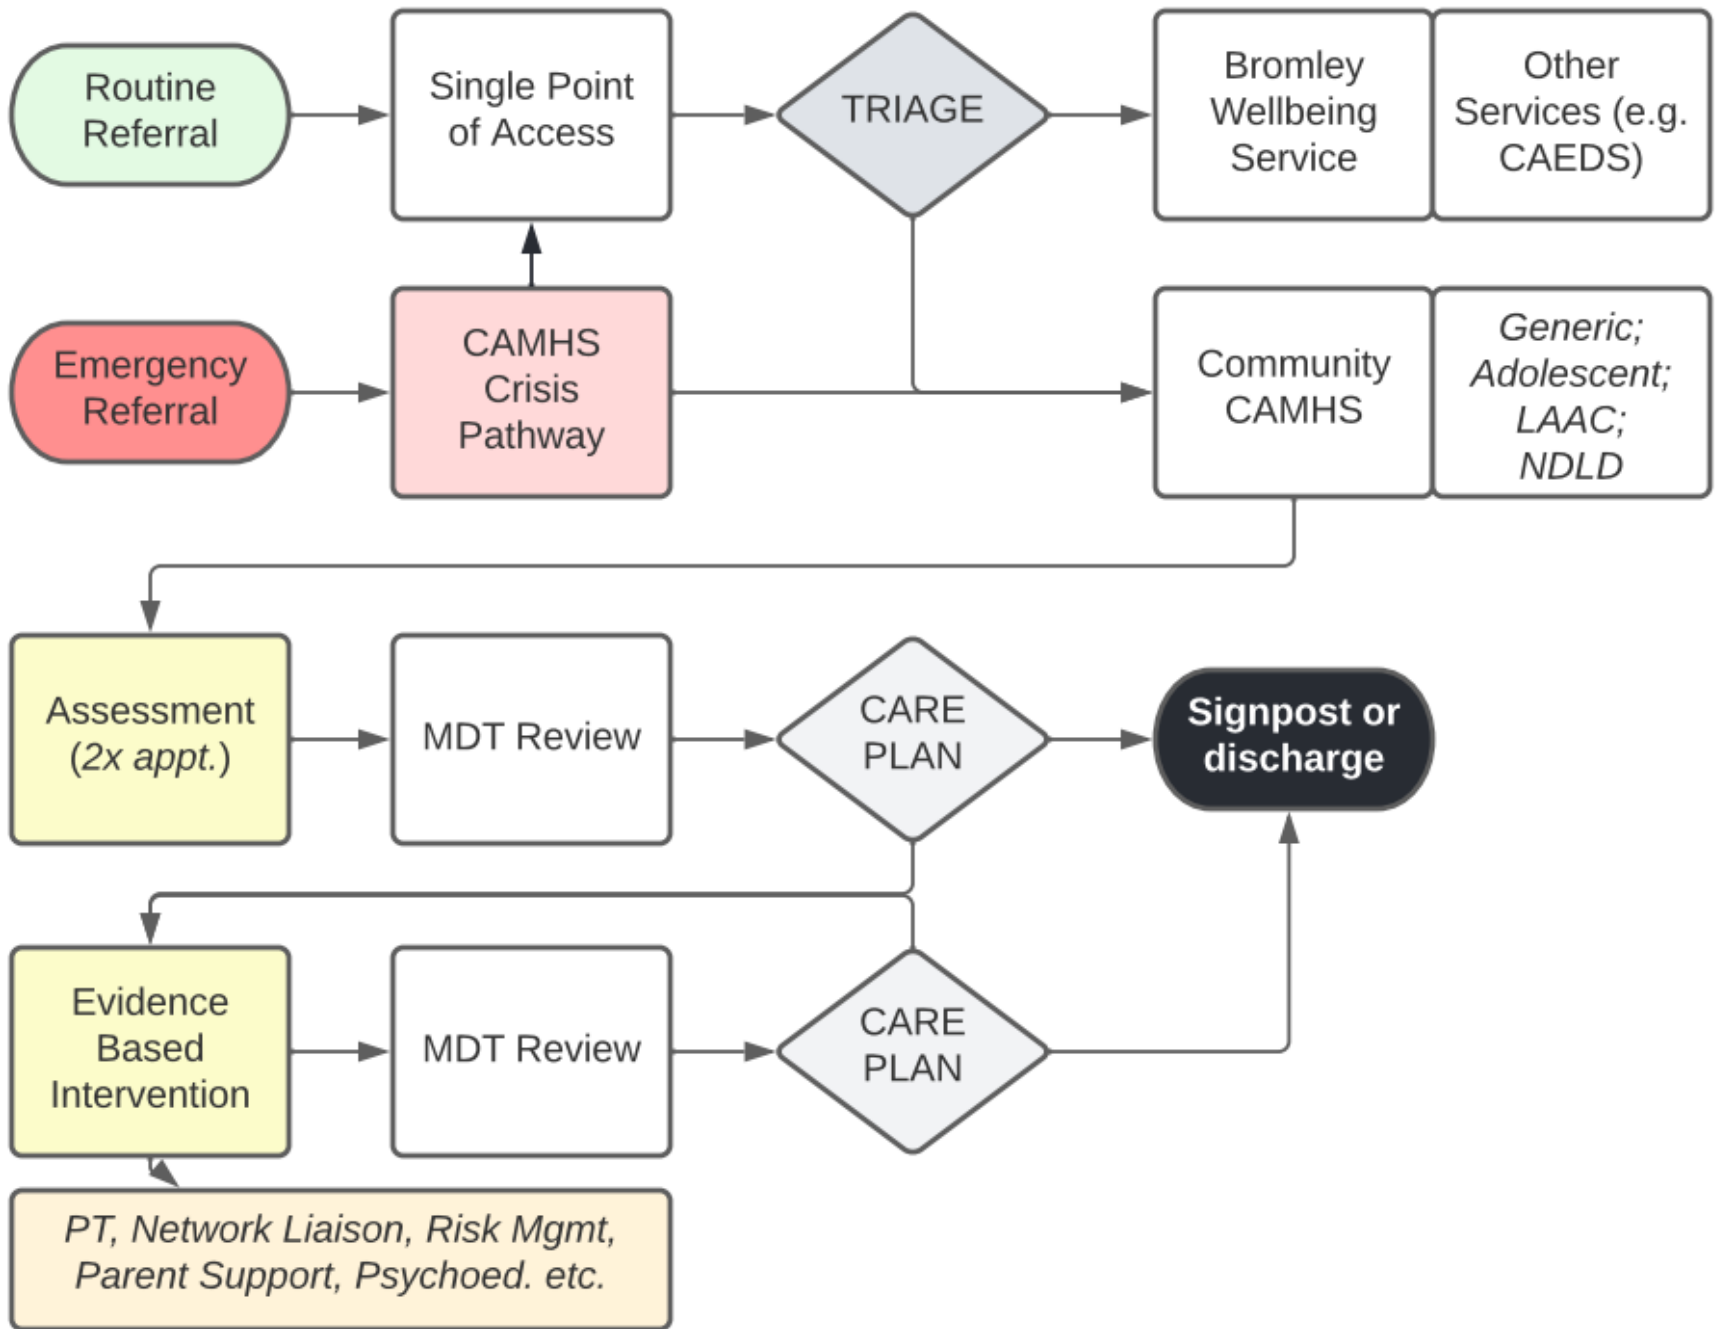 Routine
Referral
Single Point
of Access
TRIAGE
Bromley
Wellbeing
Service
Other
Services (e.g.
CAEDS)
Emergency
Referral
CAMHS
Crisis
Pathway
Community
CAMHS
Generic;
Adolescent;
LAAC;
NDLD
Assessment
(2x appt.)
MDT Review
CARE
PLAN
Signpost or
discharge
Evidence
Based
Intervention
MDT Review
CARE
PLAN
PT, Network Liaison, Risk Mgmt,
Parent Support, Psychoed. etc.